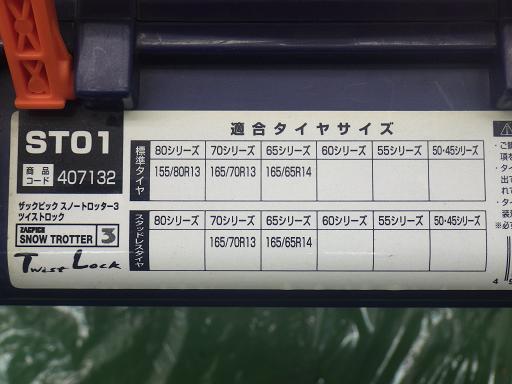 ST01
商品コード 407132
ザックピック スノートロッター3
ツイストロック
ZACPICK
SNOW TROTTER 3
Twist Lock
適合タイヤサイズ
標準タイヤ
80シリーズ 70シリーズ 65シリーズ 60シリーズ 55シリーズ 50·45シリーズ
155/80R13 165/70R13 165/65R14
スタッドレスタイヤ
80シリーズ 70シリーズ 65シリーズ 60シリーズ 55シリーズ 50·45シリーズ
165/70R13 165/65R14